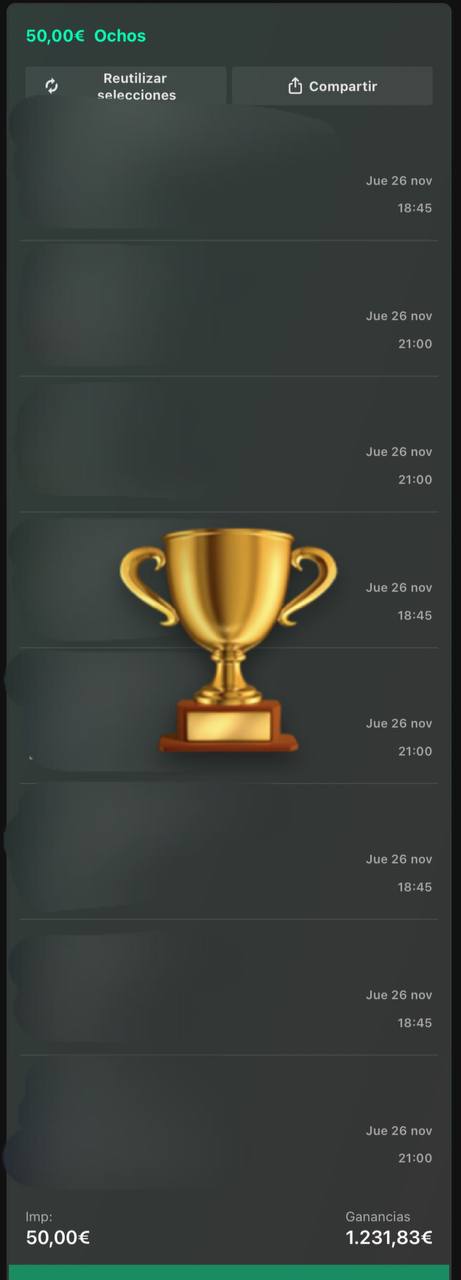 50,00€ Ochos
Reutilizar
selecciones
Compartir
Jue 26 nov
18:45
Jue 26 nov
21:00
Jue 26 nov
21:00
Jue 26 nov
18:45
Jue 26 nov
21:00
Jue 26 nov
18:45
Jue 26 nov
18:45
Jue 26 nov
21:00
Imp:
50,00€
Ganancias
1.231,83€